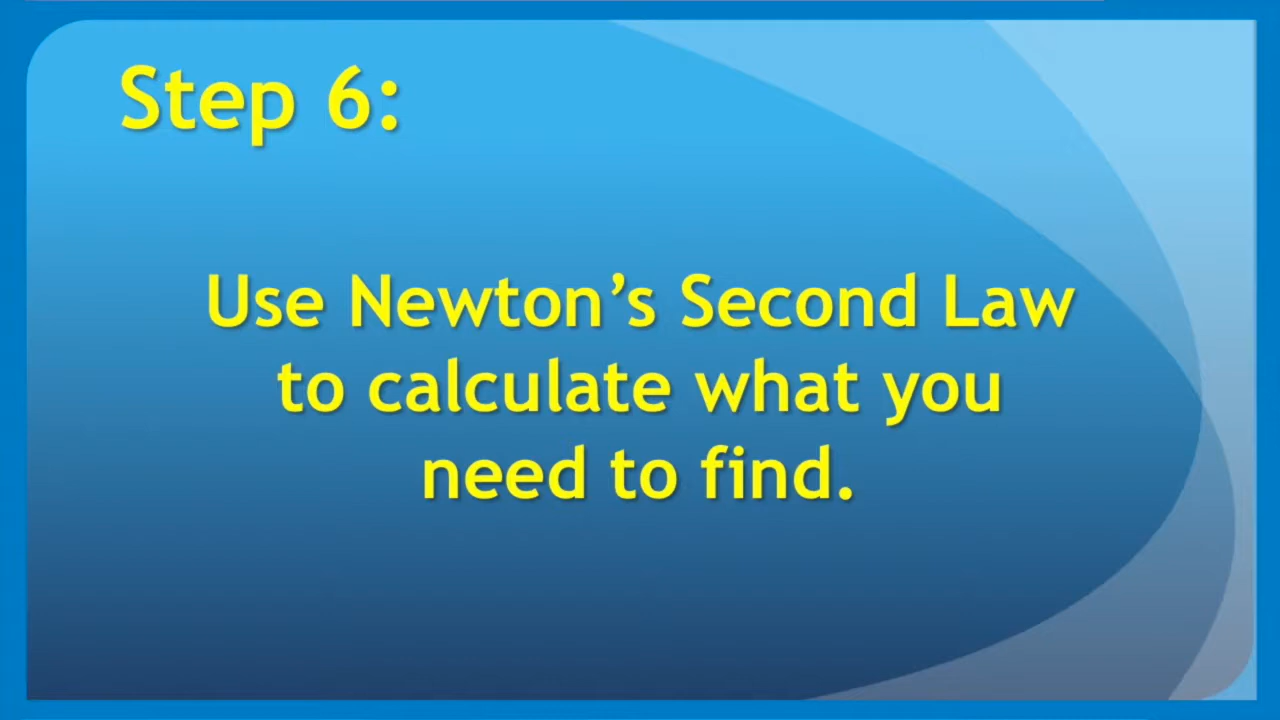 Step 6:
Use Newton’s Second Law
to calculate what you
need to find.